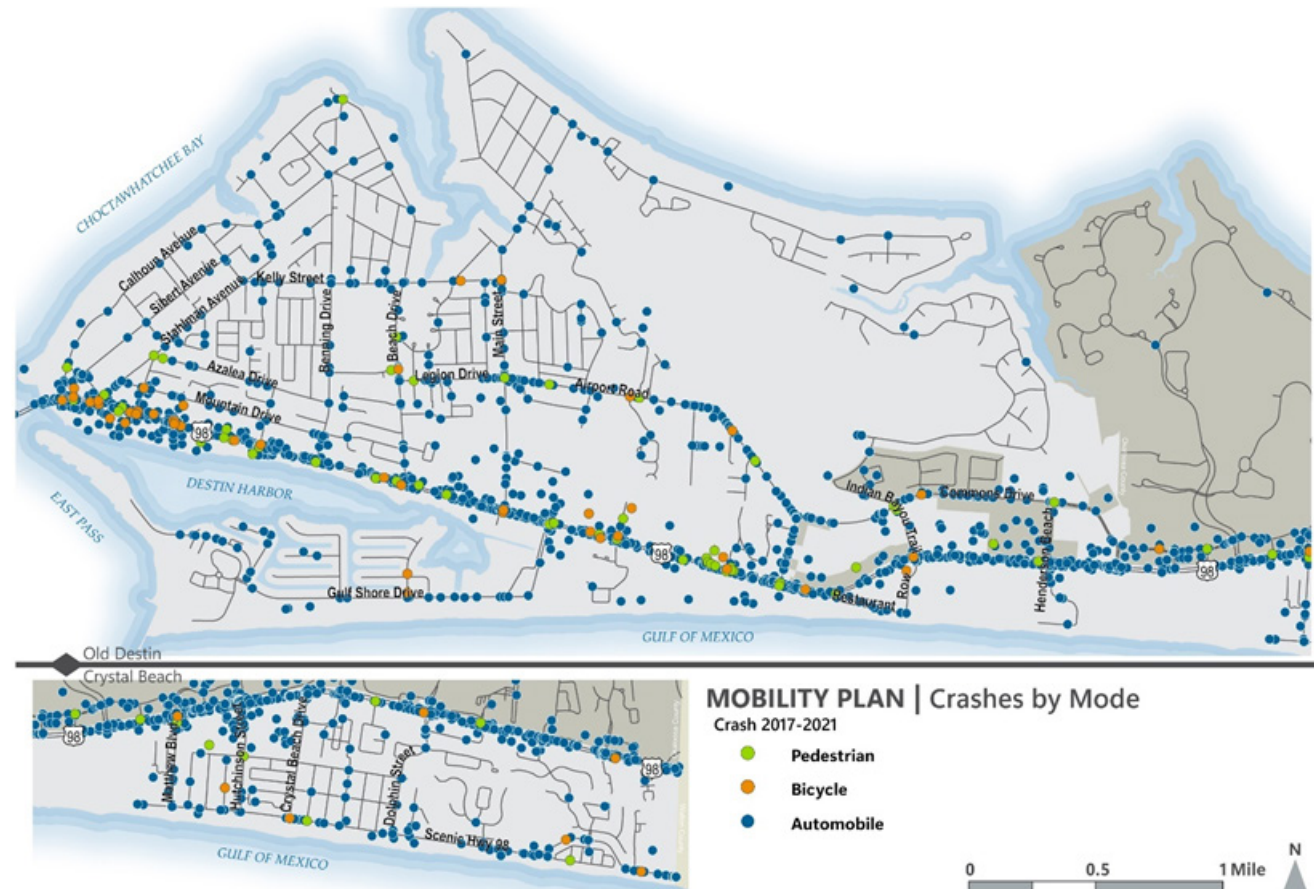 CHOCTAWHATCHEE BAY
Calhoun Avenue
Sibert Avenue
Stahlman Avenue
Kelly Street
Benning Drive
Beach Drive
Main Street
Azalea Drive
Legion Drive
Airport Road
Mountain Drive
98
DESTIN HARBOR
EAST PASS
Indian Bayou Trail
Commons Drive
98
98
Gulf Shore Drive
Restaurant
Row
Henderson Beach
GULF OF MEXICO
Old Destin
Crystal Beach
98
Matthew Blvd
Hutchinson Street
Crystal Beach Drive
Dolphin Street
98
Scenic Hwy 98
GULF OF MEXICO
MOBILITY PLAN | Crashes by Mode
Crash 2017-2021
Pedestrian
Bicycle
Automobile
0 0.5 1 Mile
N